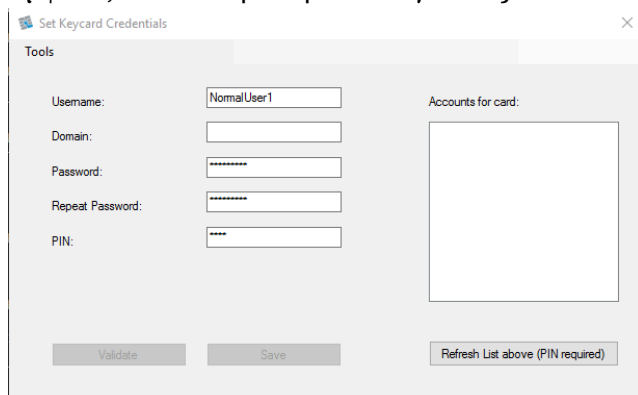 Set Keycard Credentials
Tools
Username:
NormalUser1
Accounts for card:
Domain:
Password:
*********
Repeat Password:
*********
PIN:
****
Validate
Save
Refresh List above (PIN required)